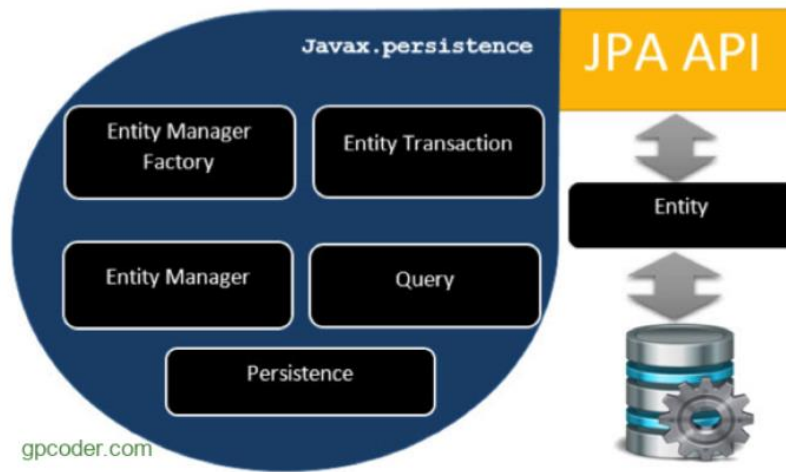 Javax.persistence
JPA API
Entity Manager
Factory
Entity Transaction
Entity
Entity Manager
Query
Persistence
gpcoder.com